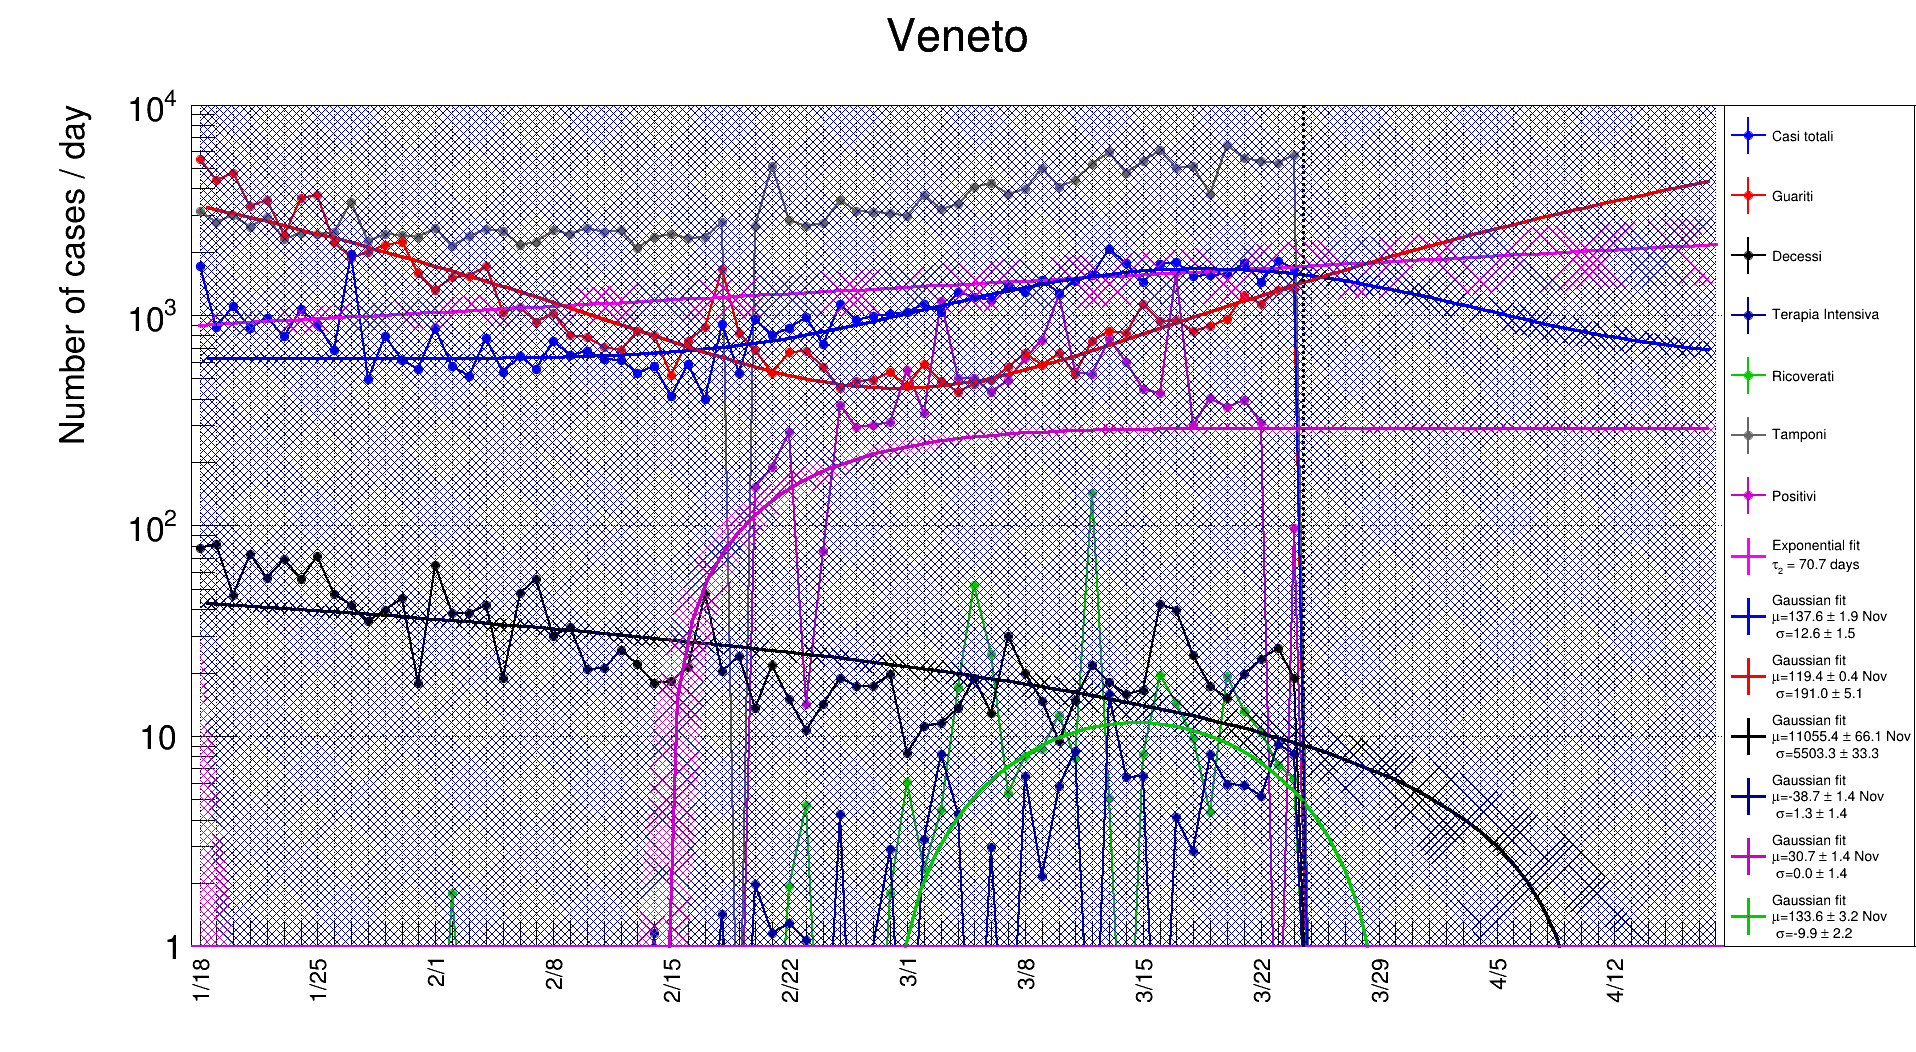 Veneto
Number of cases / day
10⁴
10³
10²
10
1
1/18
1/25
2/1
2/8
2/15
2/22
3/1
3/8
3/15
3/22
3/29
4/5
4/12
Casi totali
Guariti
Decessi
Terapia Intensiva
Ricoverati
Tamponi
Positivi
Exponential fit
τ₂ = 70.7 days
Gaussian fit
μ=137.6 ± 1.9 Nov
σ=12.6 ± 1.5
Gaussian fit
μ=119.4 ± 0.4 Nov
σ=191.0 ± 5.1
Gaussian fit
μ=11055.4 ± 66.1 Nov
σ=5503.3 ± 33.3
Gaussian fit
μ=-38.7 ± 1.4 Nov
σ=1.3 ± 1.4
Gaussian fit
μ=30.7 ± 1.4 Nov
σ=0.0 ± 1.4
Gaussian fit
μ=133.6 ± 3.2 Nov
σ=-9.9 ± 2.2